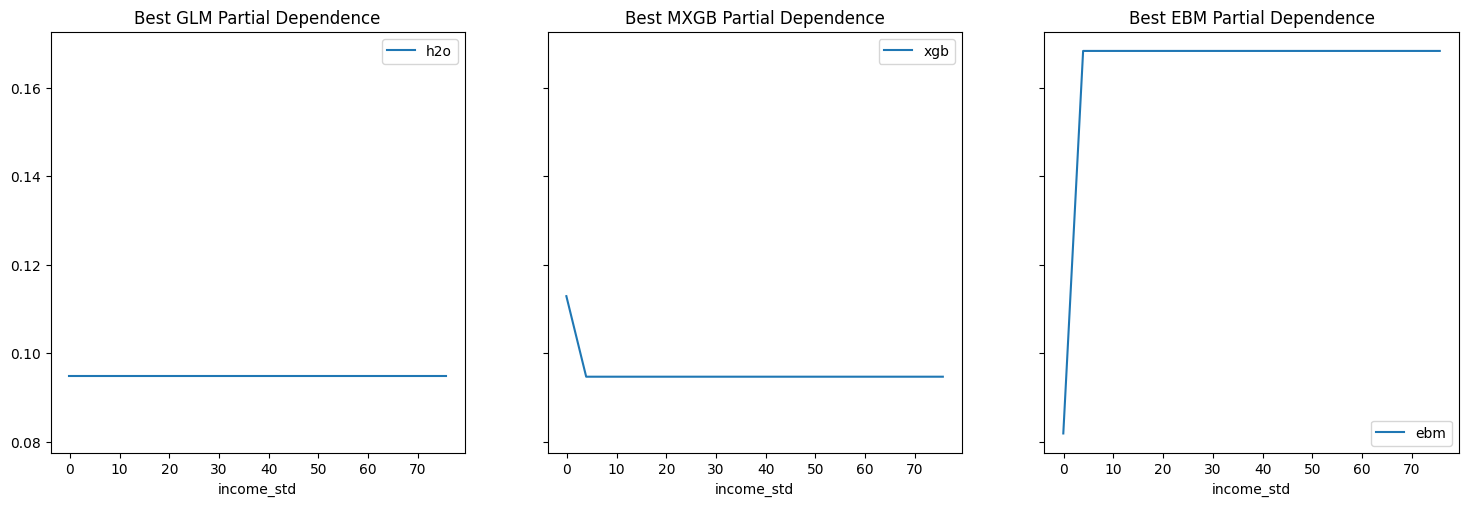 Best GLM Partial Dependence
h2o
0.16
0.14
0.12
0.10
0.08
0 10 20 30 40 50 60 70
income_std
Best MXGB Partial Dependence
xgb
0 10 20 30 40 50 60 70
income_std
Best EBM Partial Dependence
ebm
0 10 20 30 40 50 60 70
income_std